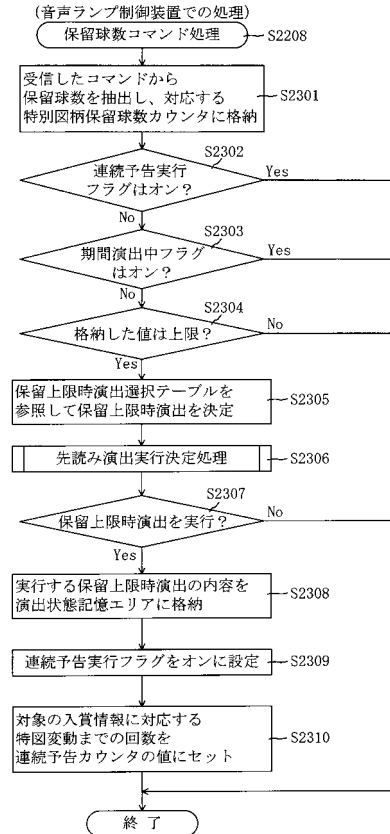 (音声ランプ制御装置での処理)
保留球数コマンド処理
S2208
受信したコマンドから
保留球数を抽出し、対応する
特別図柄保留球数カウンタに格納
S2301
S2302
連続予告実行
フラグはオン?
Yes
No
S2303
期間演出中フラグ
はオン?
Yes
No
S2304
格納した値は上限?
No
Yes
保留上限時演出選択テーブルを
参照して保留上限時演出を決定
S2305
先読み演出実行決定処理
S2306
S2307
保留上限時演出を実行?
No
Yes
実行する保留上限時演出の内容を
演出状態記憶エリアに格納
S2308
連続予告実行フラグをオンに設定
S2309
対象の入賞情報に対応する
特図変動までの回数を
連続予告カウンタの値にセット
S2310
終了